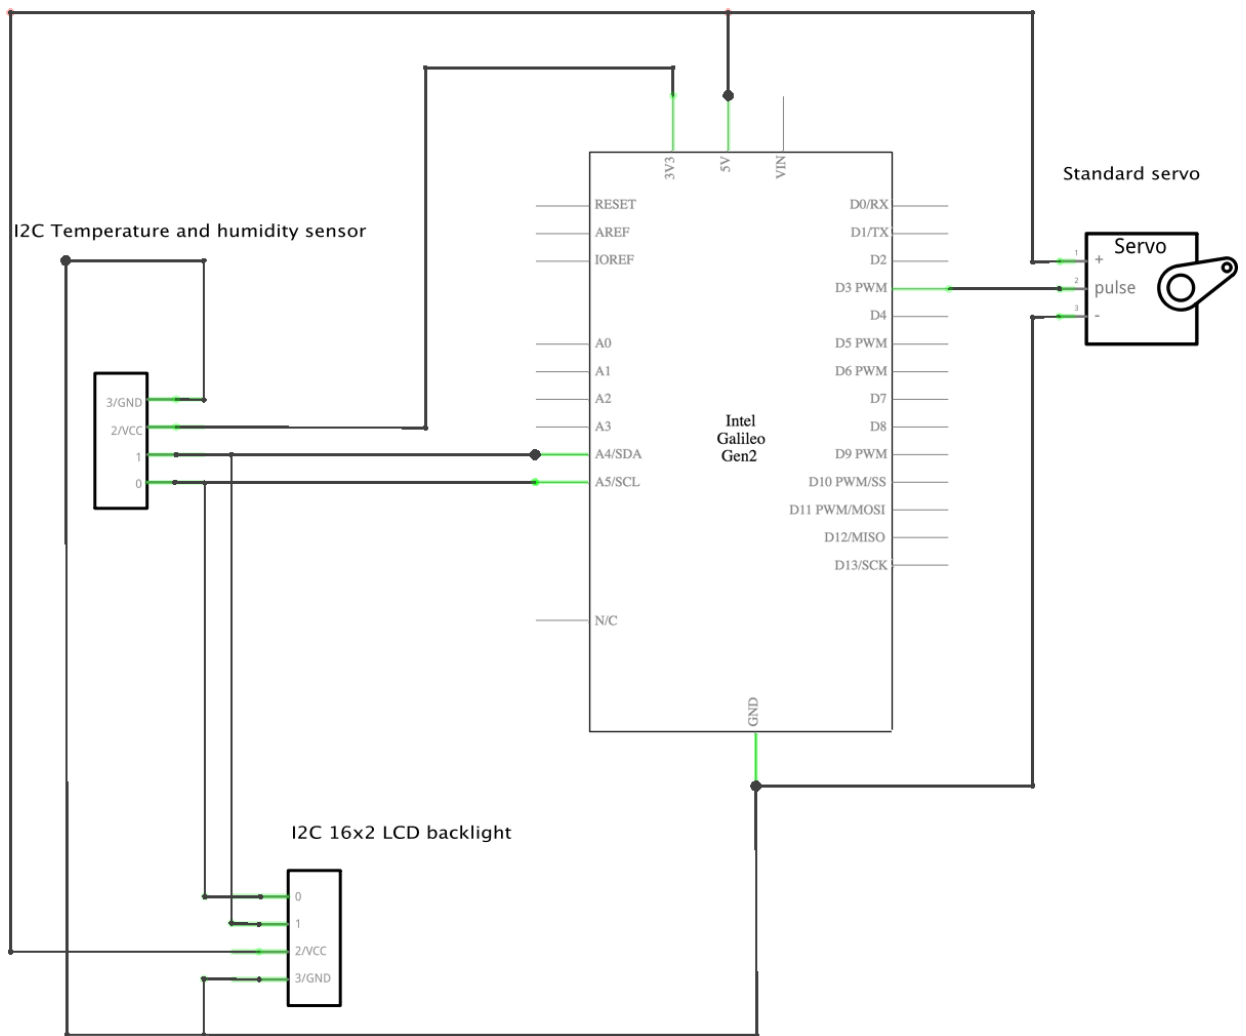 3V3
5V
VIN
Standard servo
RESET
AREF
IOREF
D0/RX
D1/TX
D2
D3 PWM
D4
D5 PWM
D6 PWM
D7
D8
D9 PWM
D10 PWM/SS
D11 PWM/MOSI
D12/MISO
D13/SCK
I2C Temperature and humidity sensor
Servo
1
+
2
pulse
3
-
A0
A1
A2
A3
A4/SDA
A5/SCL
3/GND
2/VCC
1
0
Intel
Galileo
Gen2
N/C
GND
I2C 16x2 LCD backlight
0
1
2/VCC
3/GND